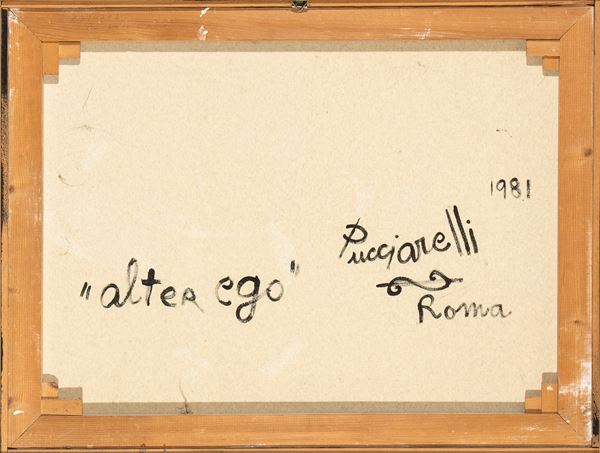 1981
Pucciarelli
"alter ego"
Roma